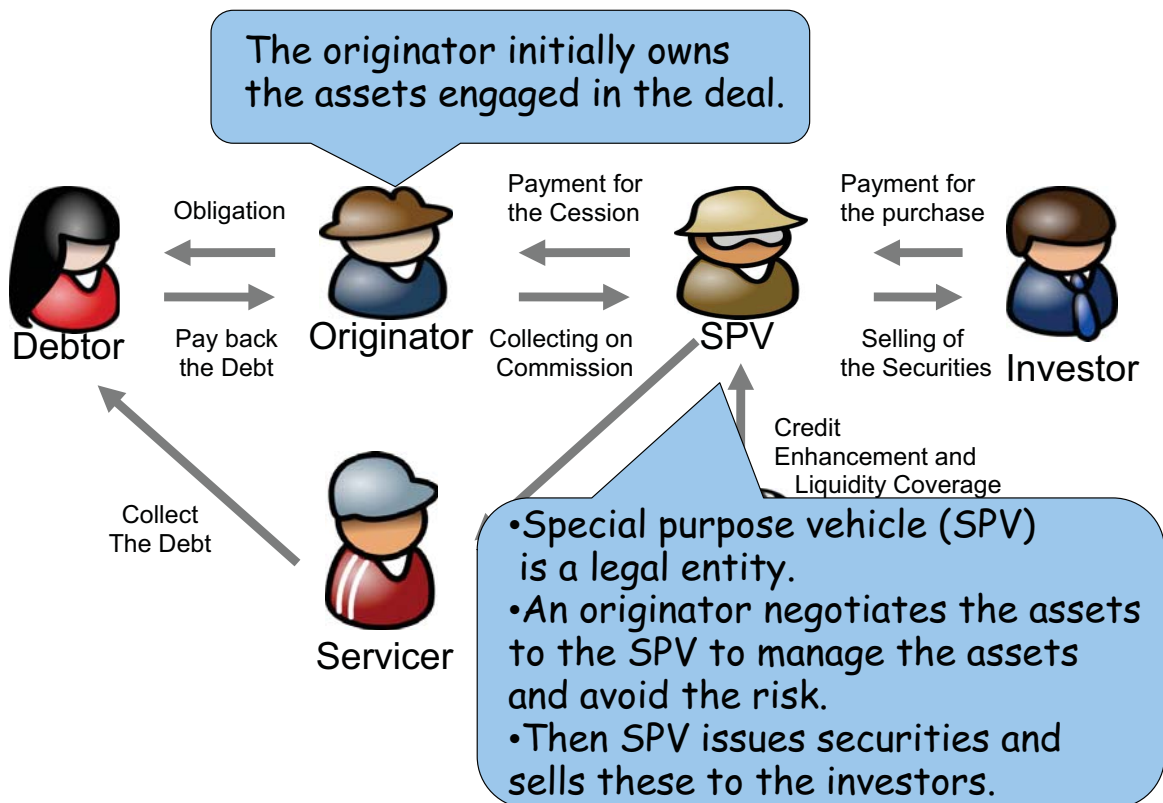 The originator initially owns
the assets engaged in the deal.
Obligation
Payment for
the Cession
Payment for
the purchase
Debtor
Pay back
the Debt
Originator
Collecting on
Commission
SPV
Selling of
the Securities
Investor
Credit
Enhancement and
Liquidity Coverage
Collect
The Debt
Servicer
•Special purpose vehicle (SPV)
is a legal entity.
•An originator negotiates the assets
to the SPV to manage the assets
and avoid the risk.
•Then SPV issues securities and
sells these to the investors.